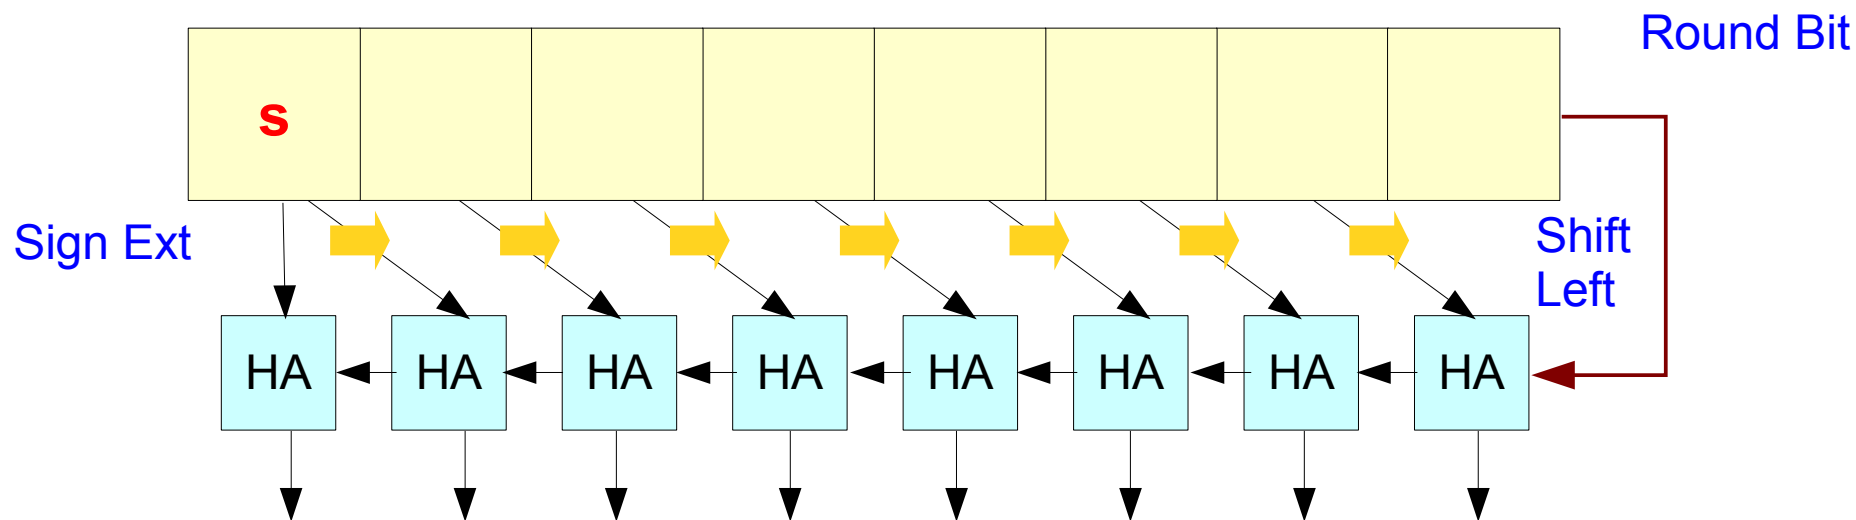 Round Bit
s
Sign Ext
Shift
Left
HA HA HA HA HA HA HA HA